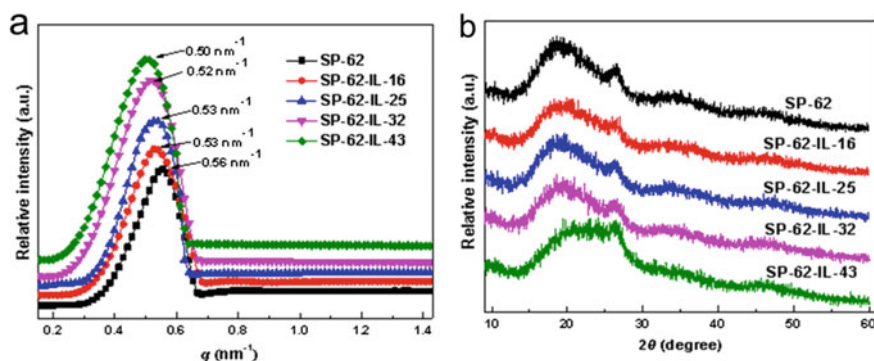 a
Relative intensity (a.u.)
0.50 nm⁻¹
0.52 nm⁻¹
0.53 nm⁻¹
0.53 nm⁻¹
0.56 nm⁻¹
SP-62
SP-62-IL-16
SP-62-IL-25
SP-62-IL-32
SP-62-IL-43
0.2 0.4 0.6 0.8 1.0 1.2 1.4
q (nm⁻¹)
b
Relative intensity (a.u.)
SP-62
SP-62-IL-16
SP-62-IL-25
SP-62-IL-32
SP-62-IL-43
10 20 30 40 50 60
2θ (degree)